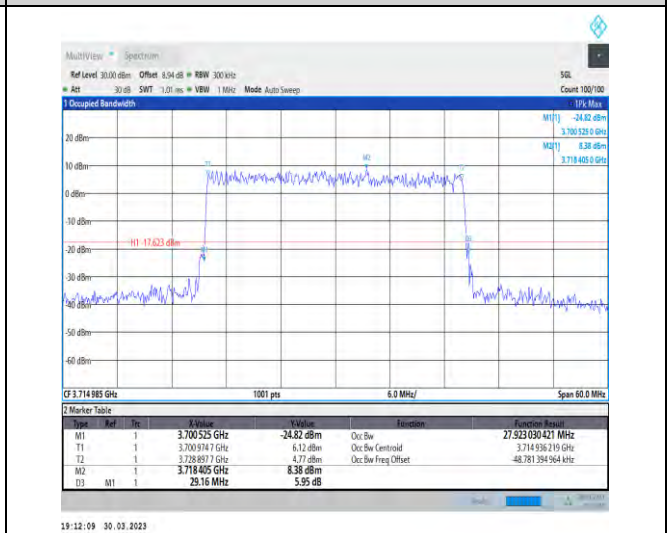 MultiView Spectrum
Ref Level 30.00 dBm Offset 8.94 dB RBW 300 kHz SGL
Att 30 dB SWT 1.01 ms VBW 1 MHz Mode Auto Sweep Count 100/100
1 Occupied Bandwidth 1Pk Max
M1[1] -24.82 dBm
3.700 525 0 GHz
M2[1] 8.38 dBm
3.718 405 0 GHz
20 dBm
10 dBm
0 dBm
-10 dBm
-20 dBm
-30 dBm
-40 dBm
-50 dBm
-60 dBm
M2
H1 -17.623 dBm
CF 3.714 985 GHz 1001 pts 6.0 MHz/ Span 60.0 MHz
2 Marker Table
Type Ref Trc X-Value Y-Value Function Function Result
M1 1 3.700 525 GHz -24.82 dBm Occ Bw 27.923 030 421 MHz
T1 1 3.700 974 7 GHz 6.12 dBm Occ Bw Centroid 3.714 936 219 GHz
T2 1 3.728 897 7 GHz 4.77 dBm Occ Bw Freq Offset -48.781 394 964 kHz
M2 1 3.718 405 GHz 8.38 dBm
D3 M1 1 29.16 MHz 5.95 dB
19:12:09 30.03.2023